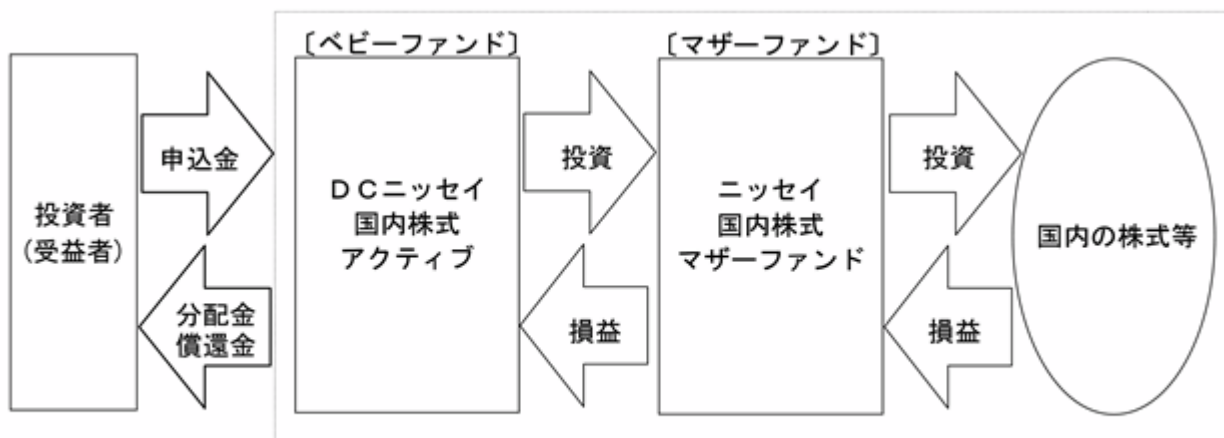 〔ベビーファンド〕
〔マザーファンド〕
投資者
(受益者)
申込金
分配金
償還金
ＤＣニッセイ
国内株式
アクティブ
投資
損益
ニッセイ
国内株式
マザーファンド
投資
損益
国内の株式等